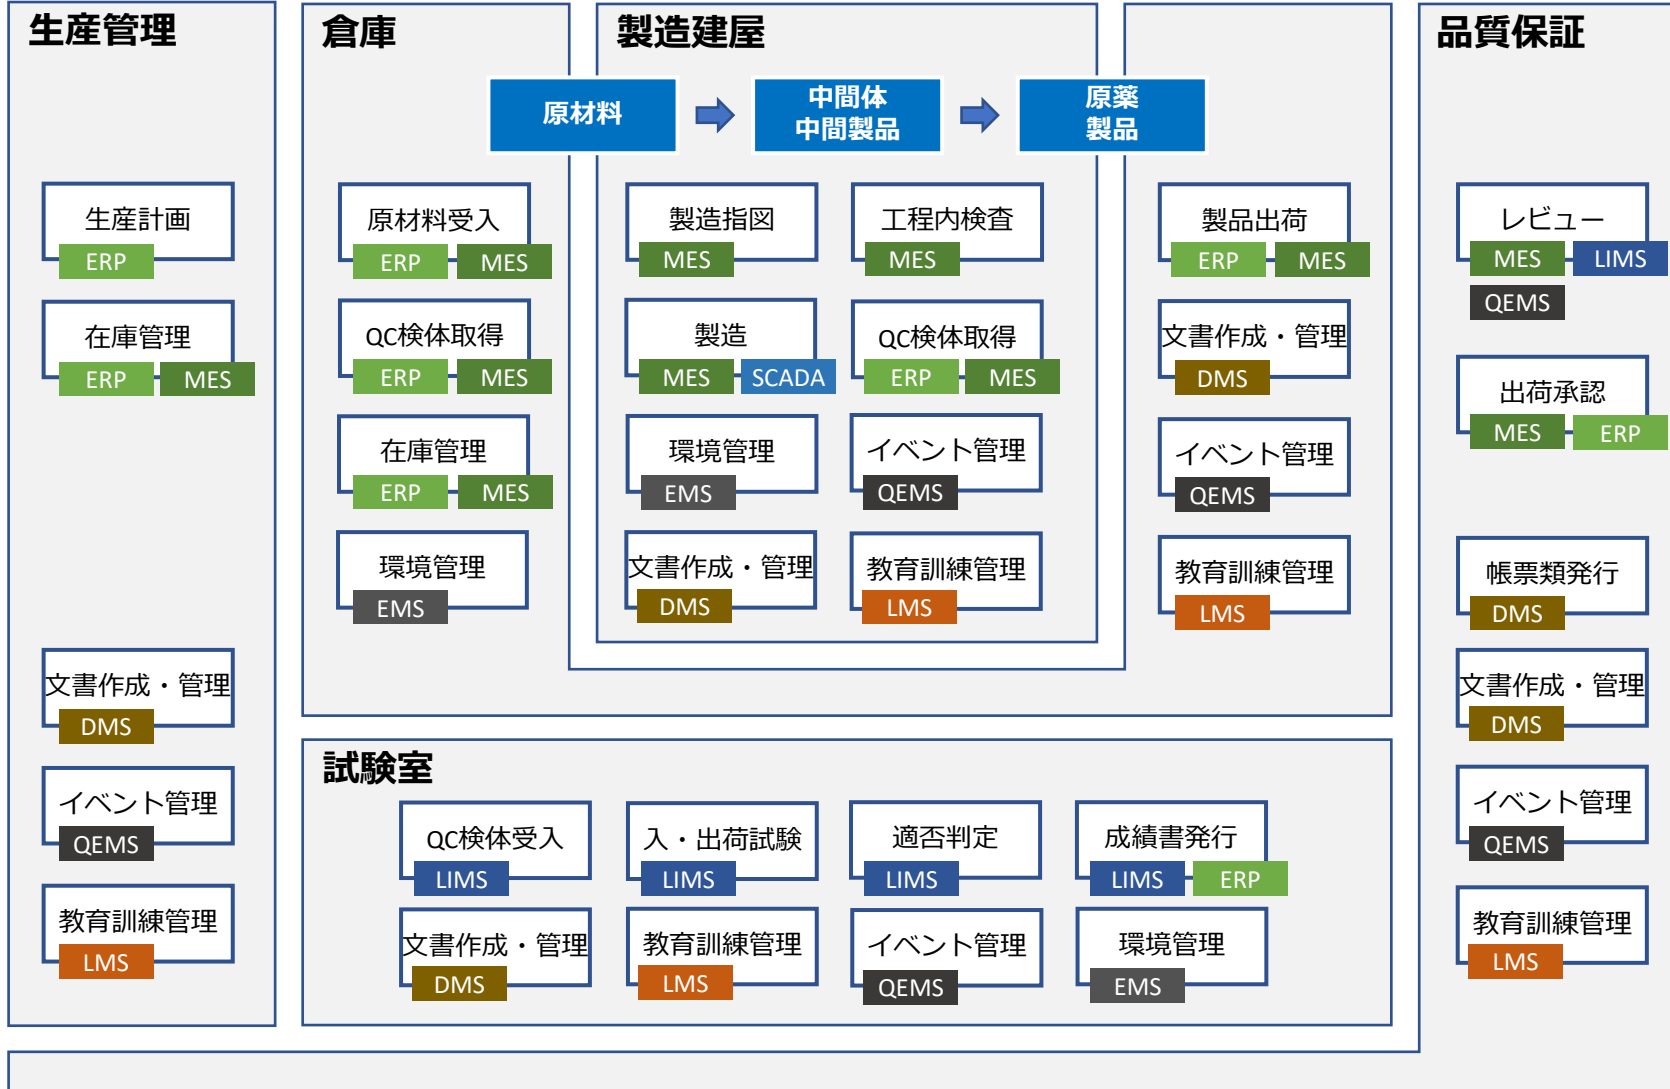 生産管理
生産計画
ERP
在庫管理
ERP
MES
文書作成・管理
DMS
イベント管理
QEMS
教育訓練管理
LMS
倉庫
原材料
原材料受入
ERP
MES
QC検体取得
ERP
MES
在庫管理
ERP
MES
環境管理
EMS
製造建屋
中間体
中間製品
製造指図
MES
工程内検査
MES
製造
MES
SCADA
QC検体取得
ERP
MES
環境管理
EMS
イベント管理
QEMS
文書作成・管理
DMS
教育訓練管理
LMS
原薬
製品
製品出荷
ERP
MES
文書作成・管理
DMS
イベント管理
QEMS
教育訓練管理
LMS
試験室
QC検体受入
LIMS
入・出荷試験
LIMS
適否判定
LIMS
成績書発行
LIMS
ERP
文書作成・管理
DMS
教育訓練管理
LMS
イベント管理
QEMS
環境管理
EMS
品質保証
レビュー
MES
LIMS
QEMS
出荷承認
MES
ERP
帳票類発行
DMS
文書作成・管理
DMS
イベント管理
QEMS
教育訓練管理
LMS